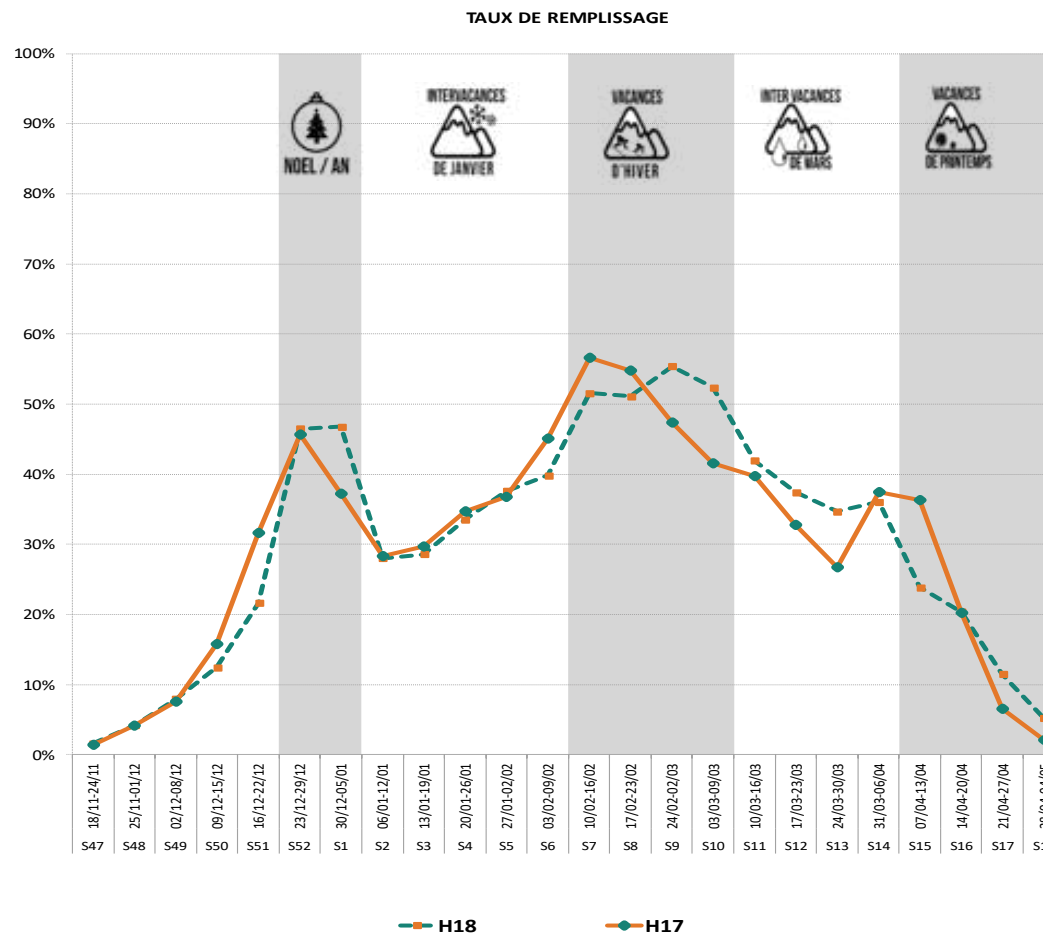 TAUX DE REMPLISSAGE
100%
90%
80%
70%
60%
50%
40%
30%
20%
10%
0%
NOEL / AN
INTERVACANCES
DE JANVIER
VACANCES
D'HIVER
INTER VACANCES
DE MARS
VACANCES
DE PRINTEMPS
18/11-24/11
25/11-01/12
02/12-08/12
09/12-15/12
16/12-22/12
23/12-29/12
30/12-05/01
06/01-12/01
13/01-19/01
20/01-26/01
27/01-02/02
03/02-09/02
10/02-16/02
17/02-23/02
24/02-02/03
03/03-09/03
10/03-16/03
17/03-23/03
24/03-30/03
31/03-06/04
07/04-13/04
14/04-20/04
21/04-27/04
S47 S48 S49 S50 S51 S52 S1 S2 S3 S4 S5 S6 S7 S8 S9 S10 S11 S12 S13 S14 S15 S16 S17
H18 H17